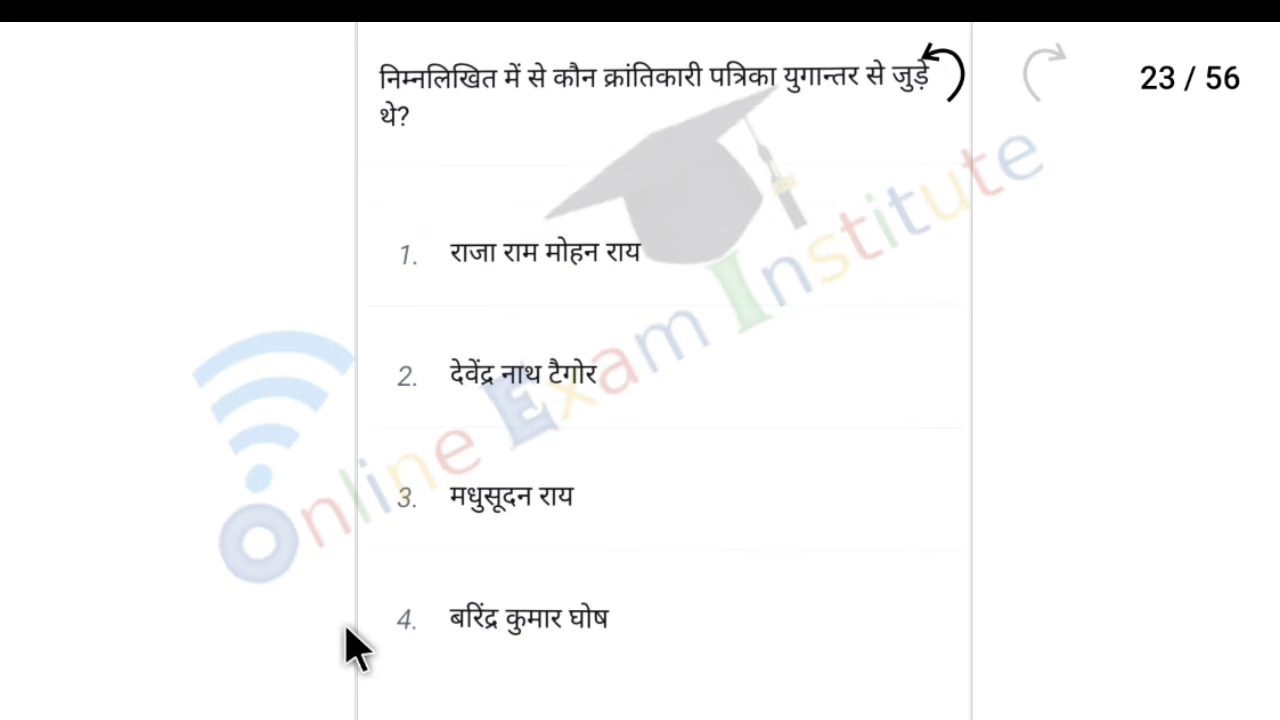 निम्नलिखित में से कौन क्रांतिकारी पत्रिका युगान्तर से जुड़े
थे?
23 / 56
1. राजा राम मोहन राय
2. देवेंद्र नाथ टैगोर
3. मधुसूदन राय
4. बरिंद्र कुमार घोष
Online Exam Institute